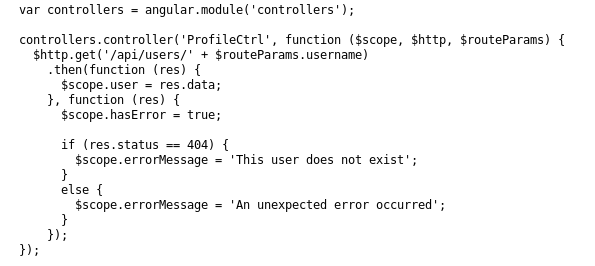 var controllers = angular.module('controllers');

controllers.controller('ProfileCtrl', function ($scope, $http, $routeParams) {
  $http.get('/api/users/' + $routeParams.username)
    .then(function (res) {
      $scope.user = res.data;
    }, function (res) {
      $scope.hasError = true;

      if (res.status == 404) {
        $scope.errorMessage = 'This user does not exist';
      }
      else {
        $scope.errorMessage = 'An unexpected error occurred';
      }
    });
});